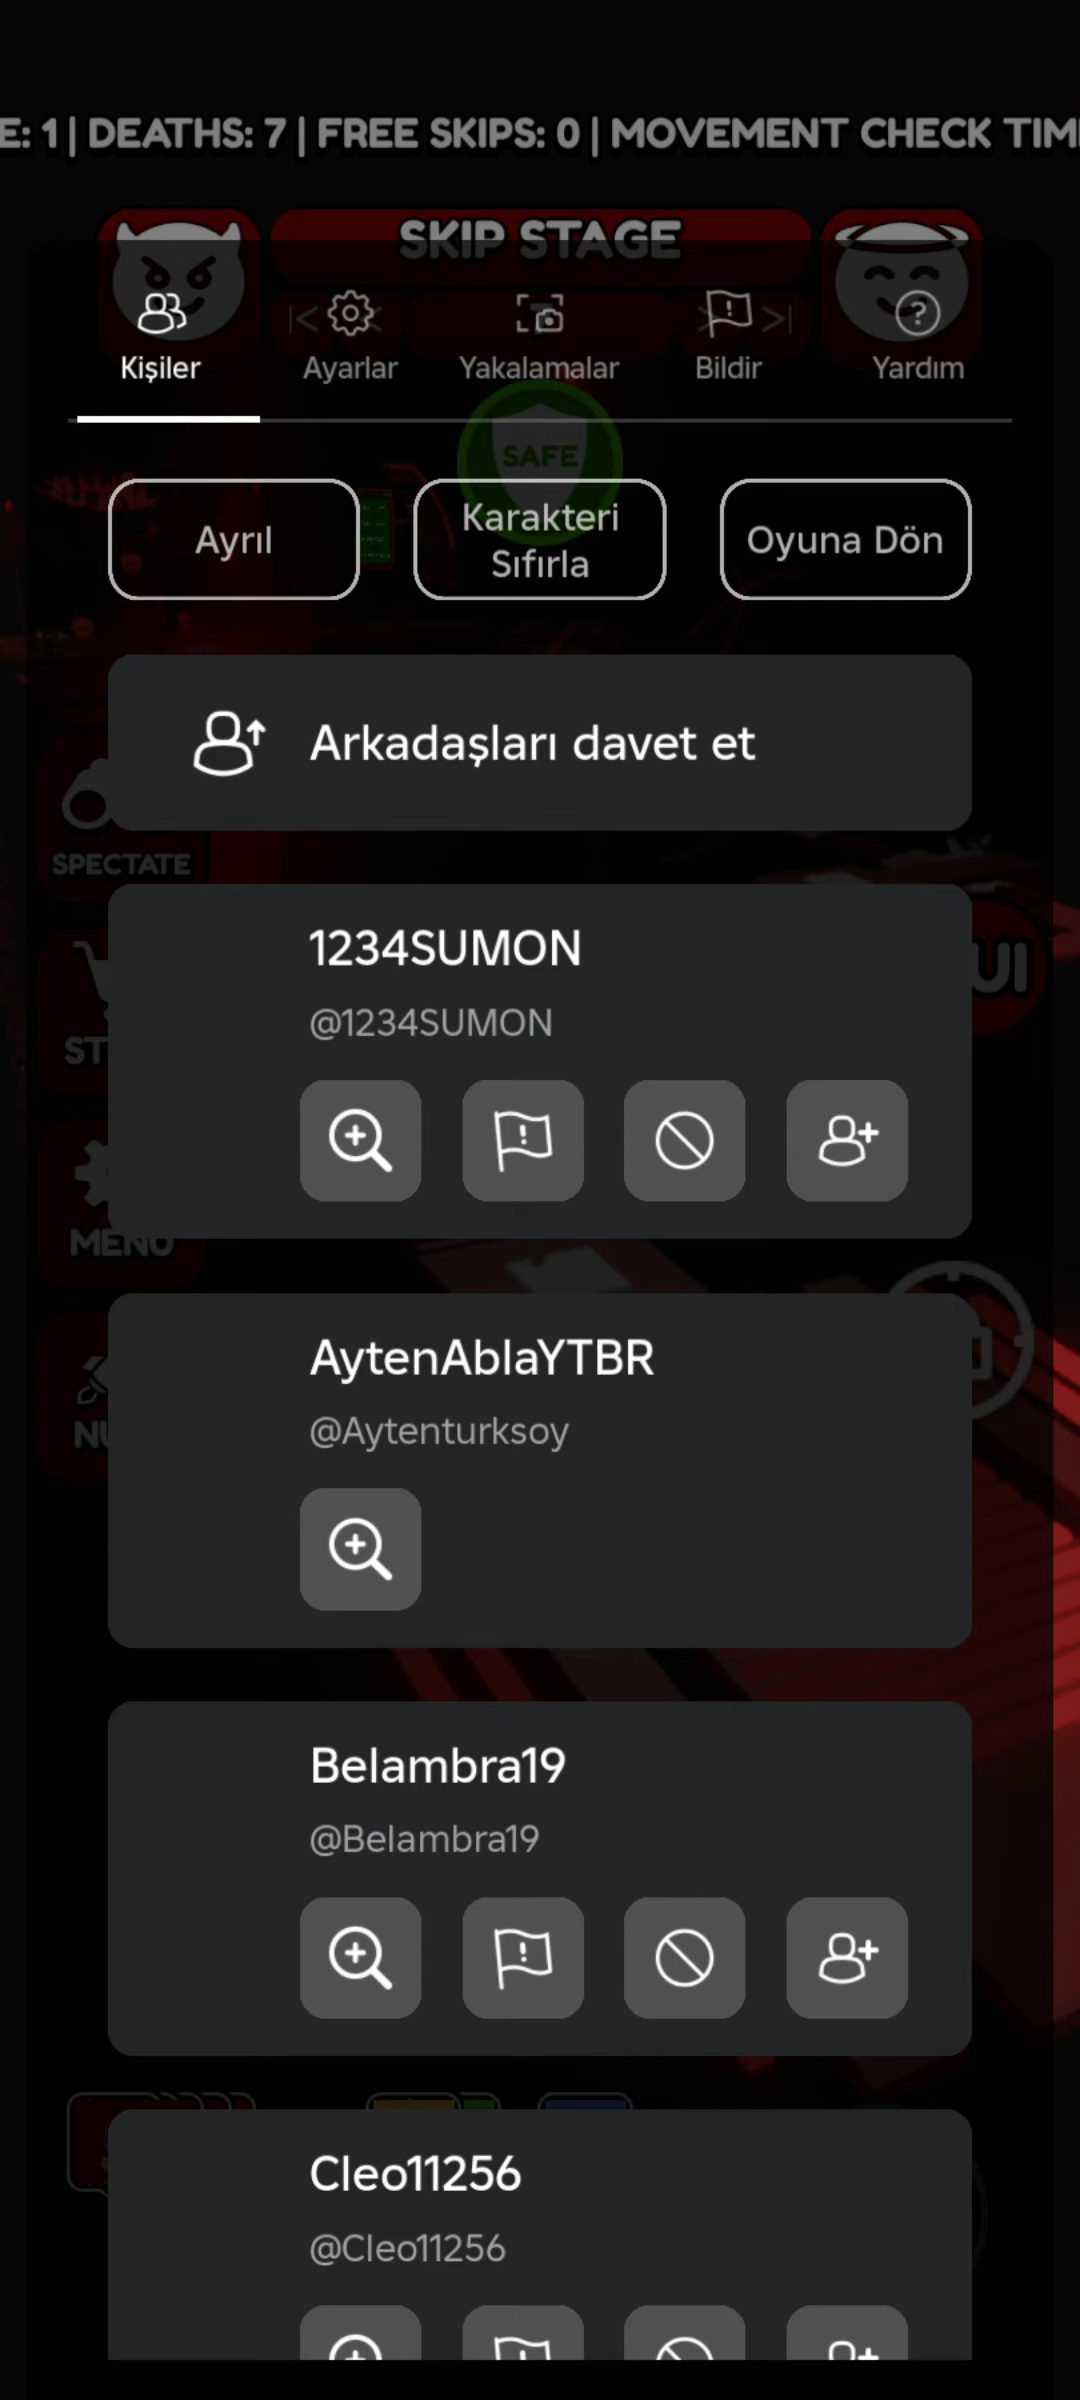 E: 1 | DEATHS: 7 | FREE SKIPS: 0 | MOVEMENT CHECK
SKIP STAGE
Kişiler
Ayarlar
Yakalamalar
Bildir
Yardım
SAFE
Ayrıl
Karakteri
Sıfırla
Oyuna Dön
Arkadaşları davet et
SPECTATE
1234SUMON
@1234SUMON
UI
MENU
AytenAblaYTBR
@Aytenturksoy
Belambra19
@Belambra19
Cleo11256
@Cleo11256